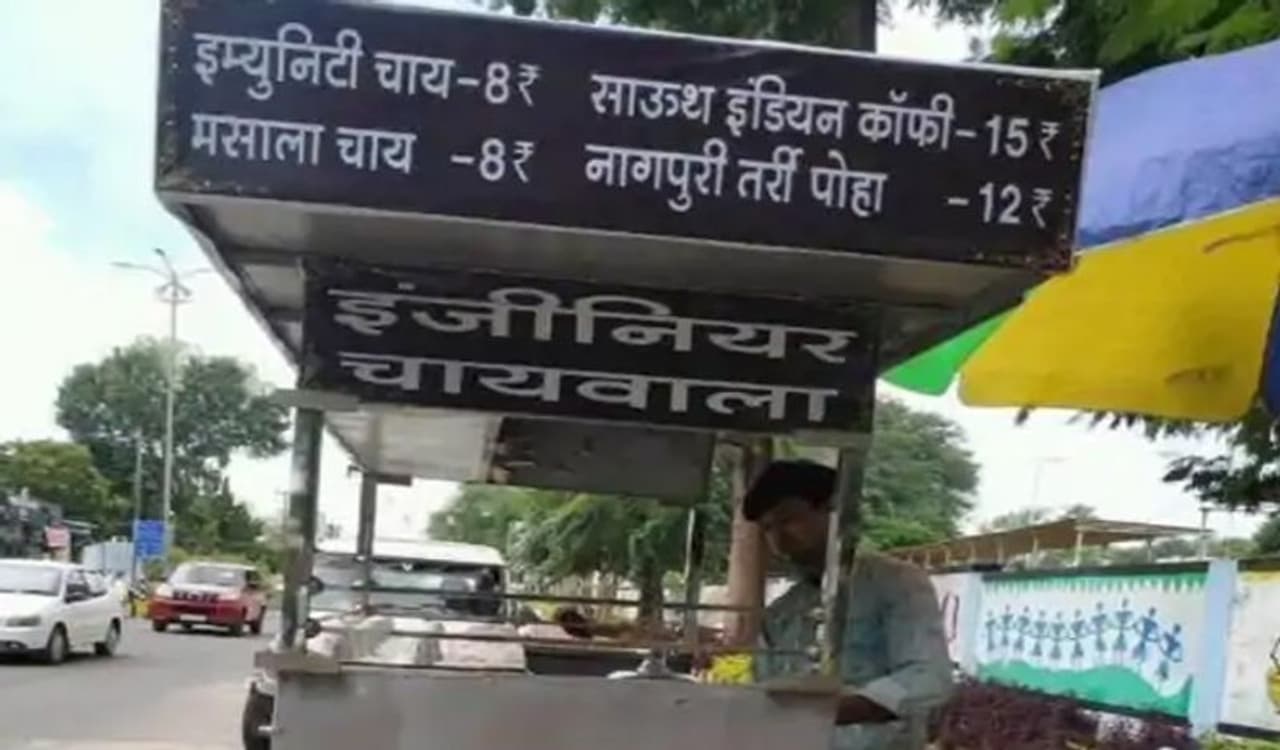 इम्युनिटी चाय-8₹ साऊथ इंडियन कॉफी-15₹
मसाला चाय -8₹ नागपुरी तर्री पोहा -12₹
इंजीनियर
चायवाला